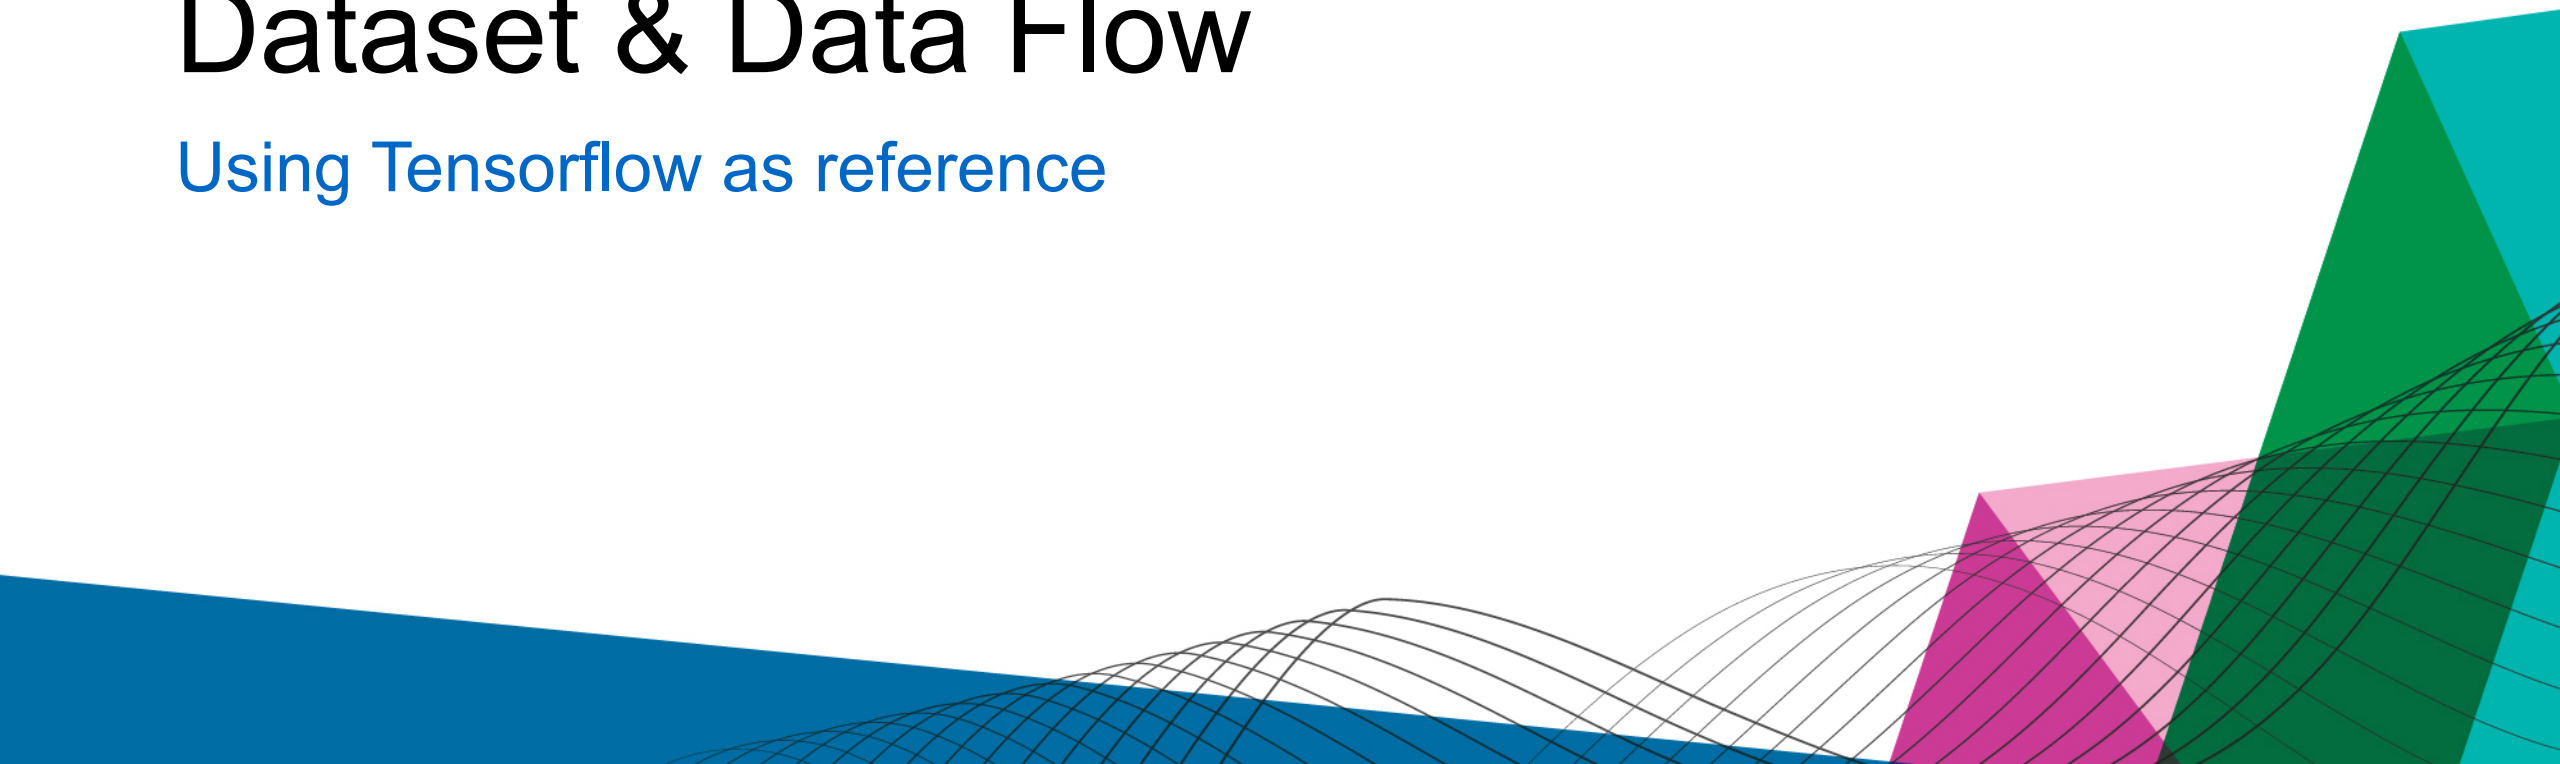 Dataset & Data Flow
Using Tensorflow as reference